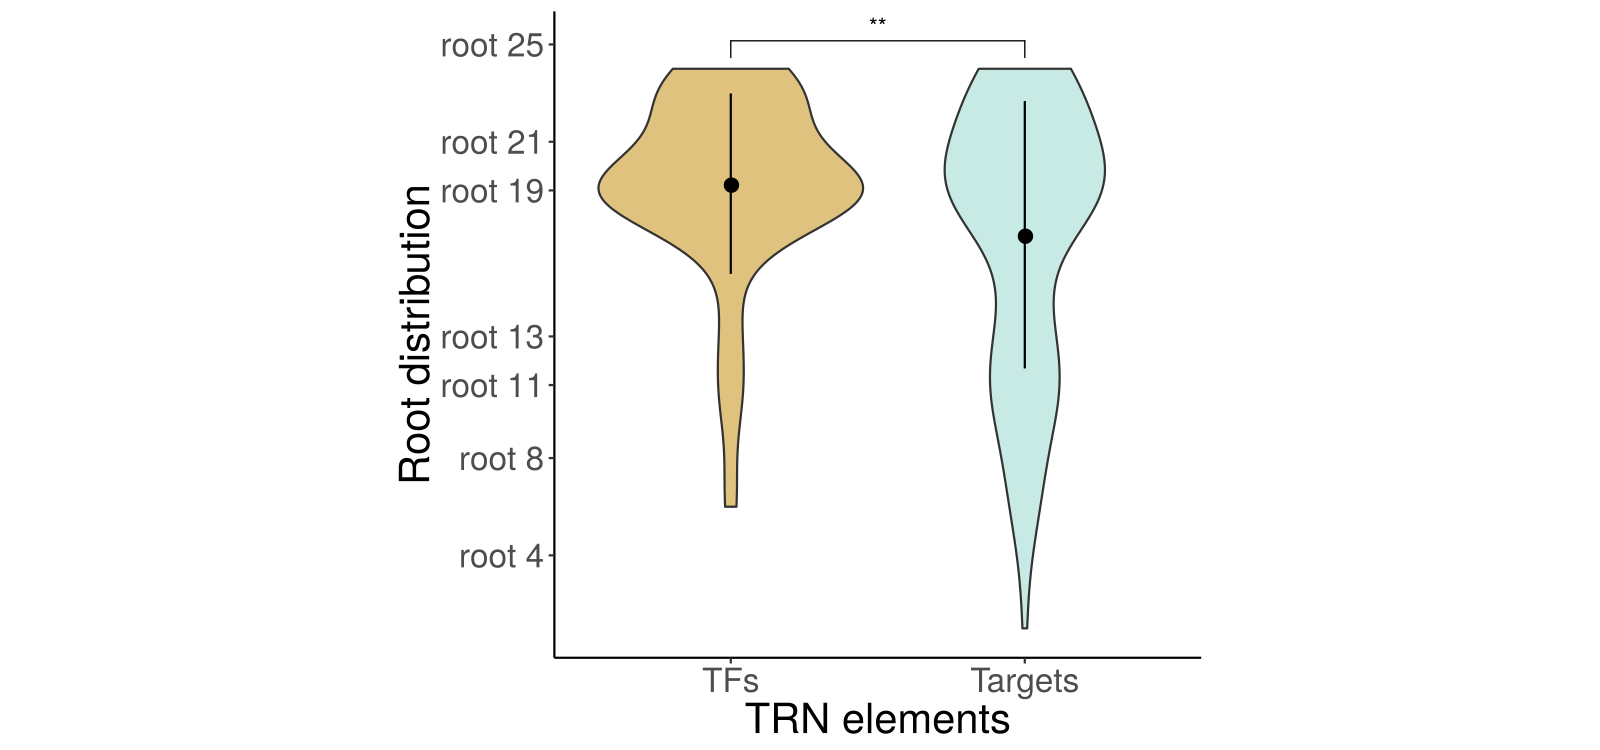 **
root 25
root 21
root 19
root 13
root 11
root 8
root 4
Root distribution
TFs
Targets
TRN elements